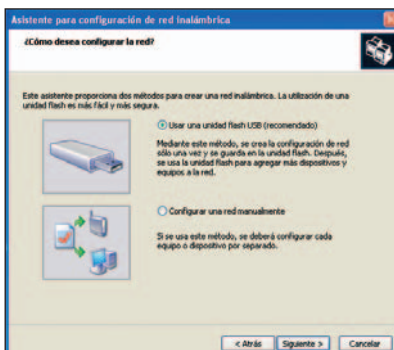 Asistente para configuración de red inalámbrica
¿Cómo desea configurar la red?
Este asistente proporciona dos métodos para crear una red inalámbrica. La utilización de una
unidad flash es más fácil y más segura.
Usar una unidad flash USB (recomendado)
Mediante este método, se crea la configuración de red
sólo una vez y se guarda en la unidad flash. Después,
se usa la unidad flash para agregar más dispositivos y
equipos a la red.
Configurar una red manualmente
Si se usa este método, se deberá configurar cada
equipo o dispositivo por separado.
< Atrás
Siguiente >
Cancelar